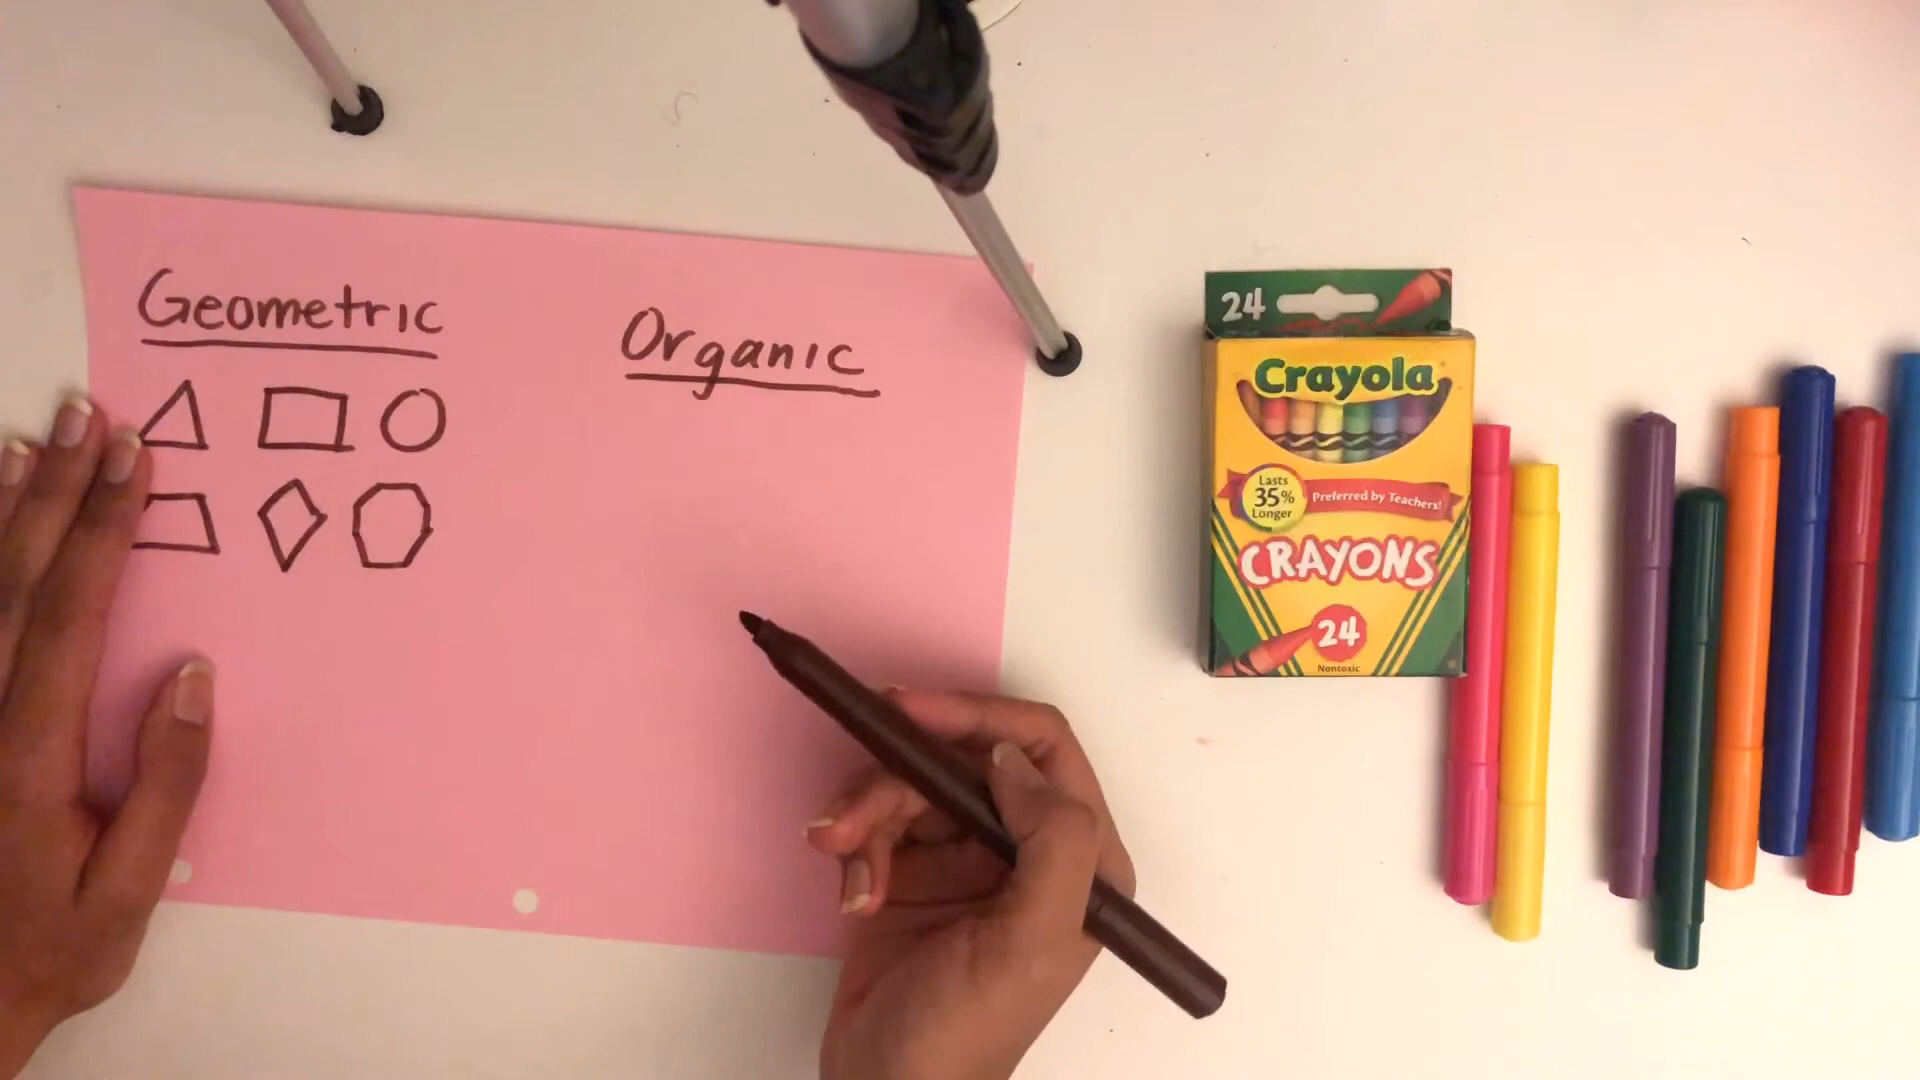 Geometric
Organic
24
Crayola
Lasts
35%
Longer
Preferred by Teachers!
CRAYONS
24
Nontoxic